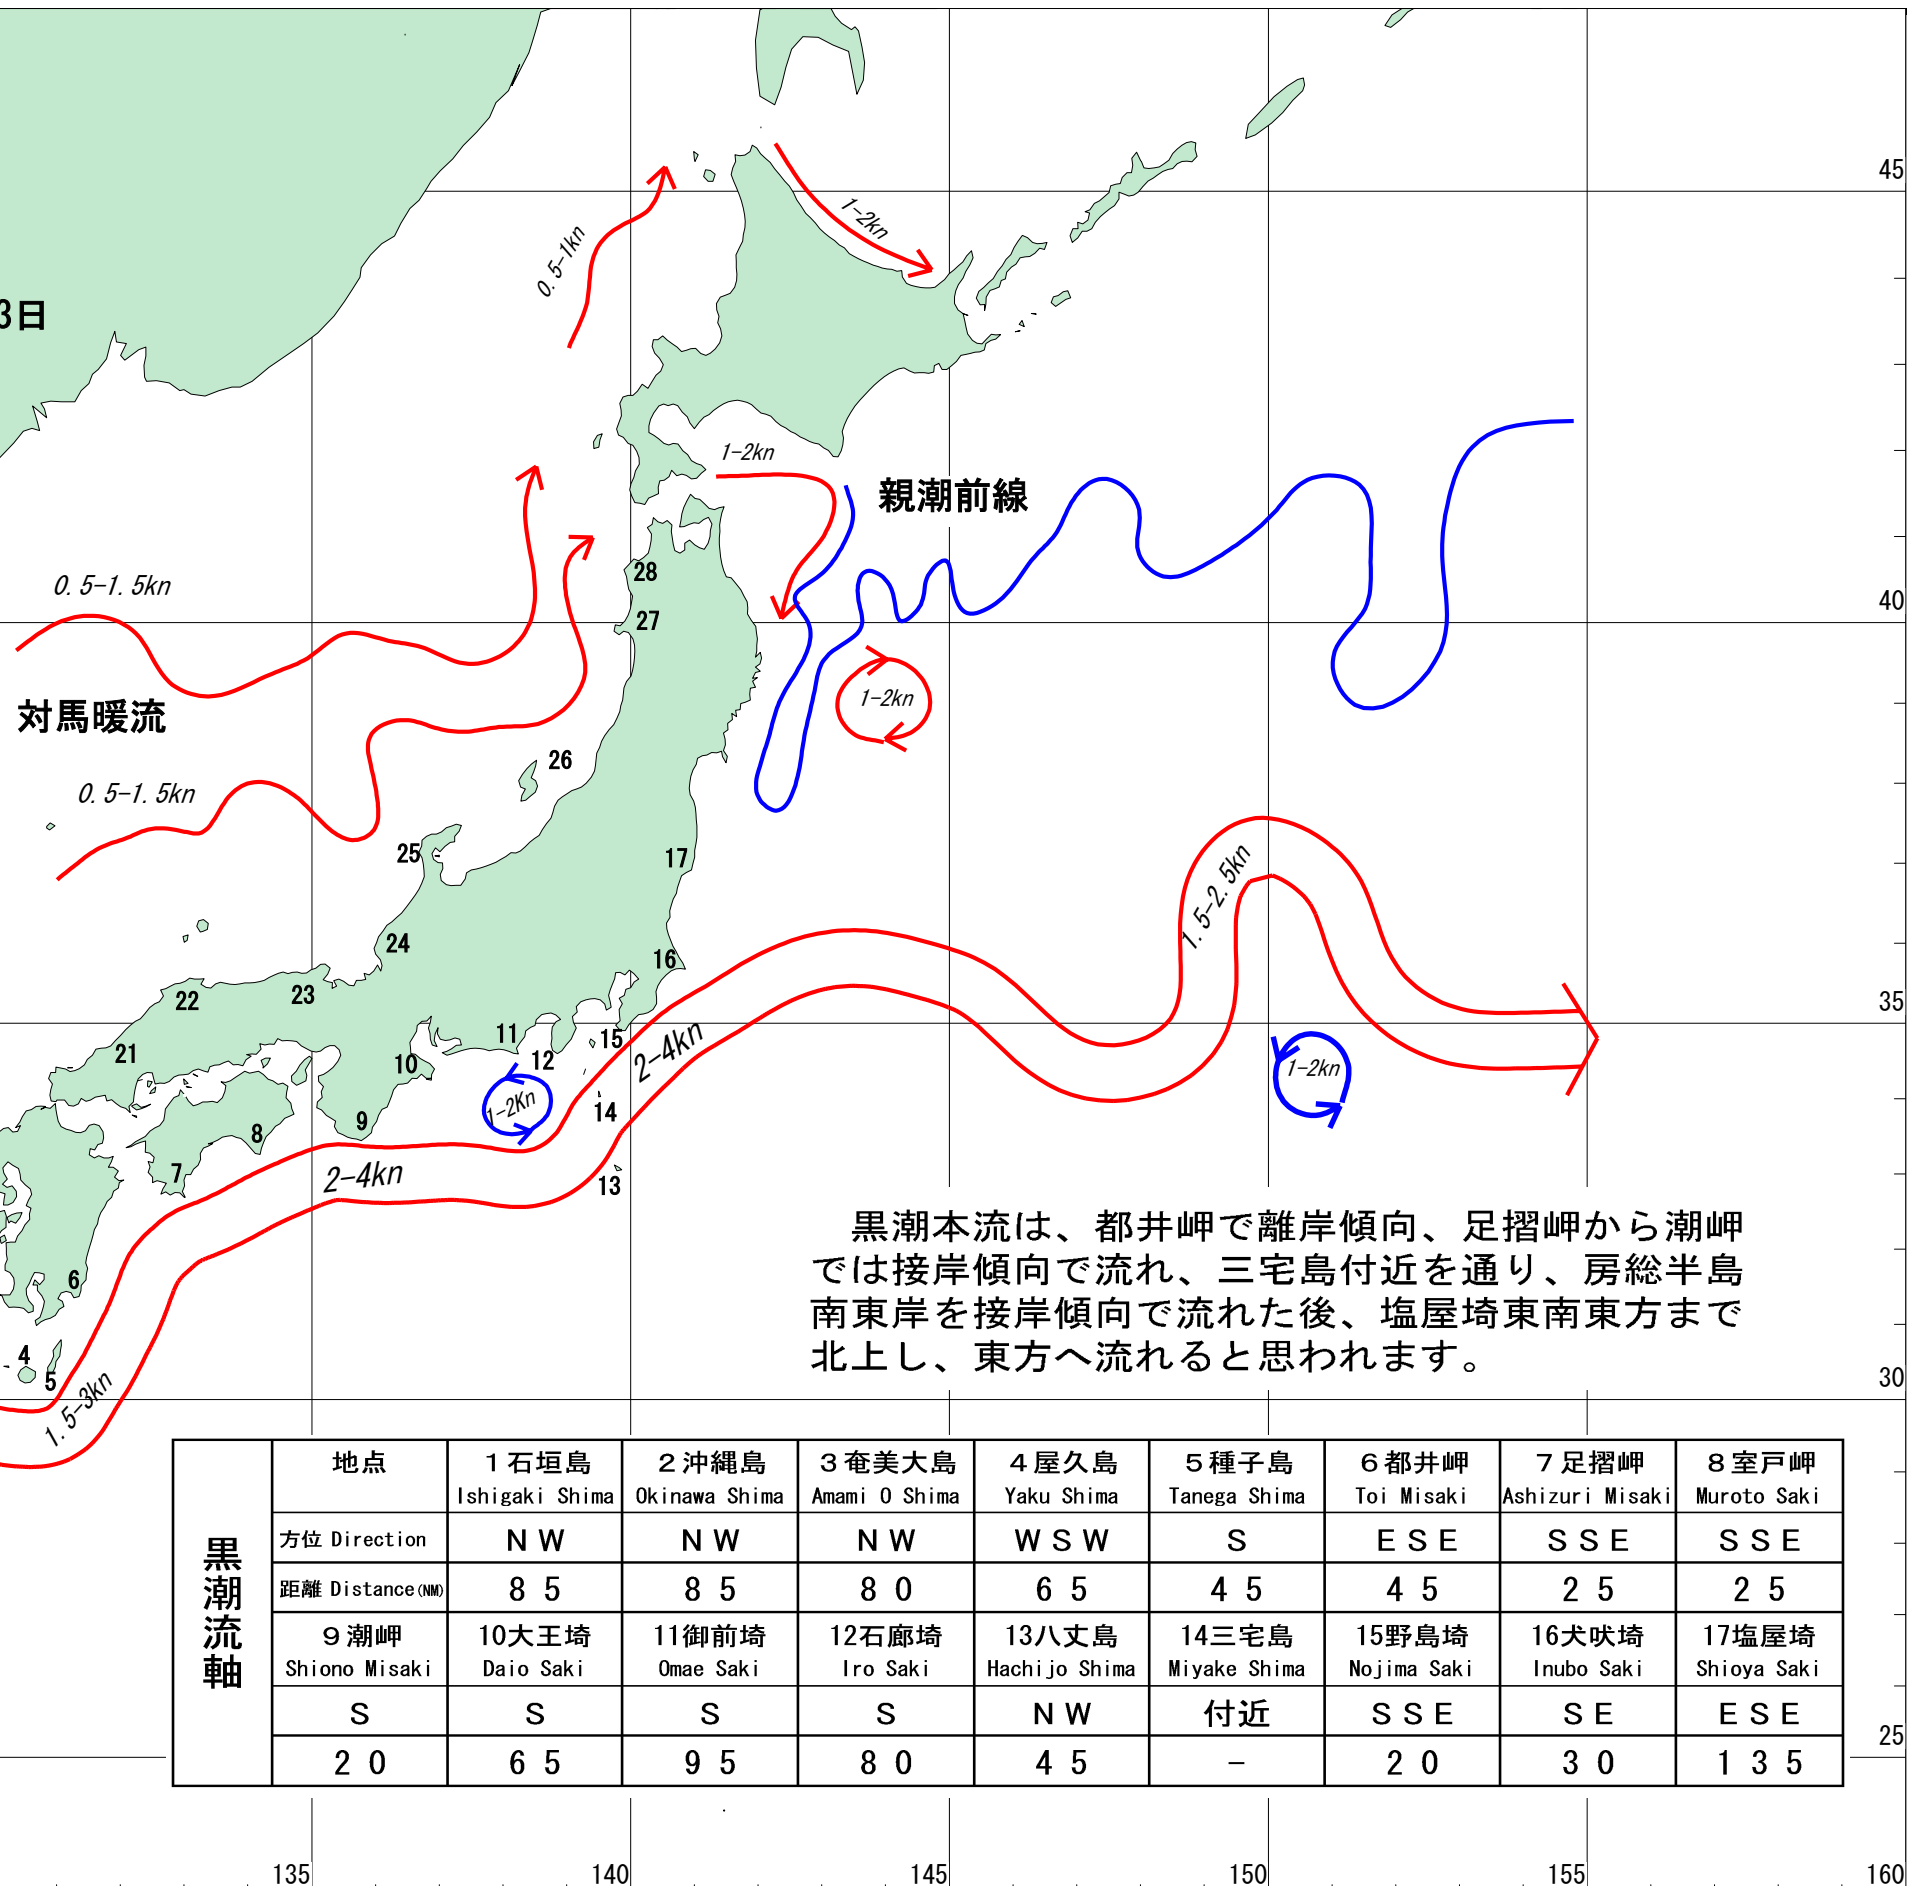 45
1-2kn
0.5-1kn
3日
1-2kn
親潮前線
28
0.5-1.5kn
40
27
1-2kn
対馬暖流
26
0.5-1.5kn
25
17
1.5-2.5kn
24
16
22
23
35
11
15
21
10
12
2-4kn
1-2kn
1-2Kn
14
9
8
7
2-4kn
13
黒潮本流は、都井岬で離岸傾向、足摺岬から潮岬
では接岸傾向で流れ、三宅島付近を通り、房総半島
南東岸を接岸傾向で流れた後、塩屋埼東南東方まで
北上し、東方へ流れると思われます。
6
4
5
30
1.5-3kn
黒潮流軸
地点 1石垣島 2沖縄島 3奄美大島 4屋久島 5種子島 6都井岬 7足摺岬 8室戸岬
Ishigaki Shima Okinawa Shima Amami O Shima Yaku Shima Tanega Shima Toi Misaki Ashizuri Misaki Muroto Saki
方位 Direction NW NW NW WSW S ESE SSE SSE
距離 Distance(NM) 85 85 80 65 45 45 25 25
9潮岬 10大王埼 11御前埼 12石廊埼 13八丈島 14三宅島 15野島埼 16犬吠埼 17塩屋埼
Shiono Misaki Daio Saki Omae Saki Iro Saki Hachijo Shima Miyake Shima Nojima Saki Inubo Saki Shioya Saki
S S S S NW 付近 SSE SE ESE
20 65 95 80 45 - 20 30 135
25
135 140 145 150 155 160